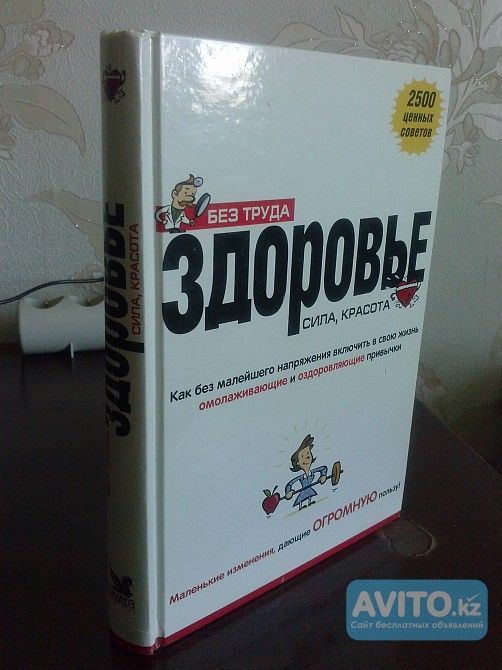 2500
ценных
советов
БЕЗ ТРУДА
ЗДОРОВЬЕ
СИЛА, КРАСОТА
Как без малейшего напряжения включить в свою жизнь
омолаживающие и оздоровляющие привычки
Маленькие изменения, дающие ОГРОМНУЮ пользу!
ЗДОРОВЬЕ
СИЛА, КРАСОТА
AVITO.kz
Сайт бесплатных объявлений